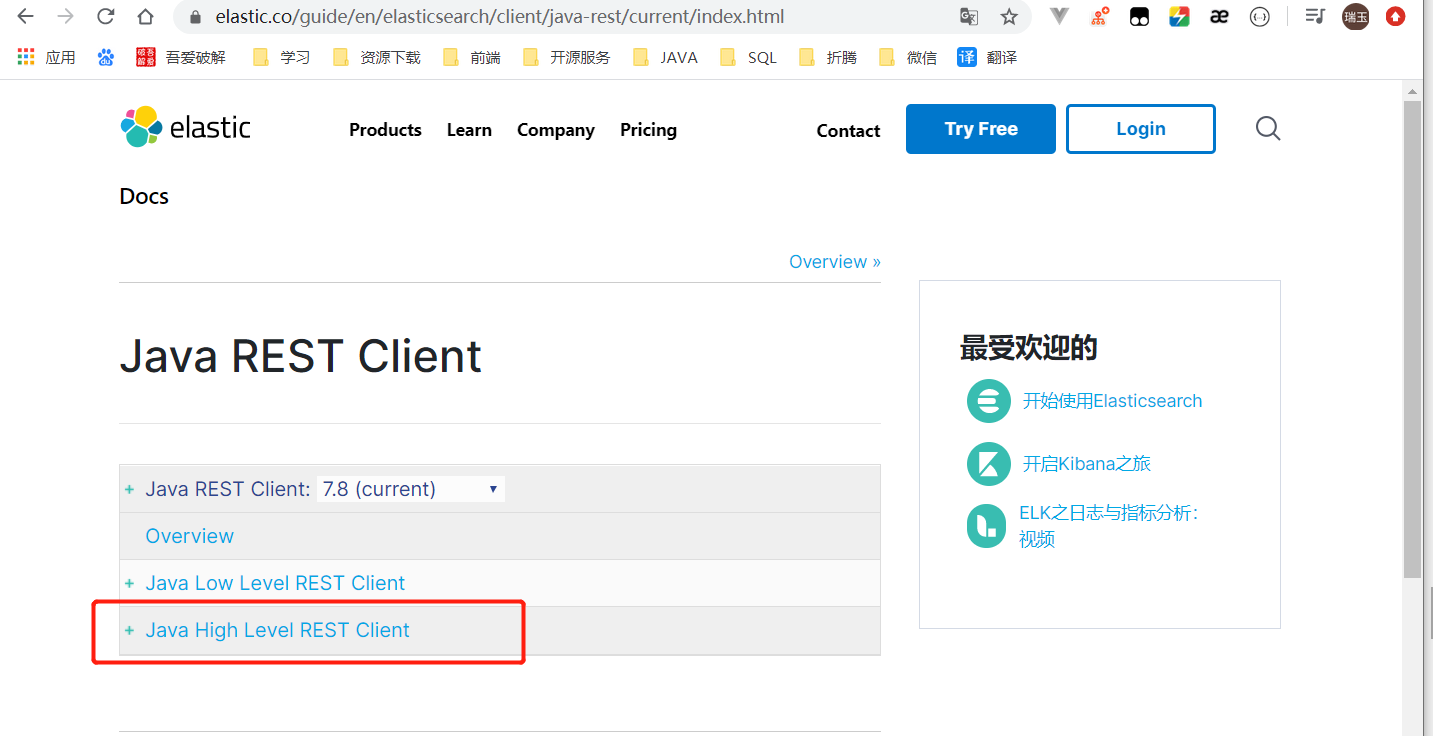 elastic.co/guide/en/elasticsearch/client/java-rest/current/index.html
瑞玉
应用 吾爱破解 学习 资源下载 前端 开源服务 JAVA SQL 折腾 微信 译 翻译
elastic Products Learn Company Pricing Contact Try Free Login
Docs
Overview »
Java REST Client
+ Java REST Client: 7.8 (current)
Overview
+ Java Low Level REST Client
+ Java High Level REST Client
最受欢迎的
开始使用Elasticsearch
开启Kibana之旅
ELK之日志与指标分析：
视频